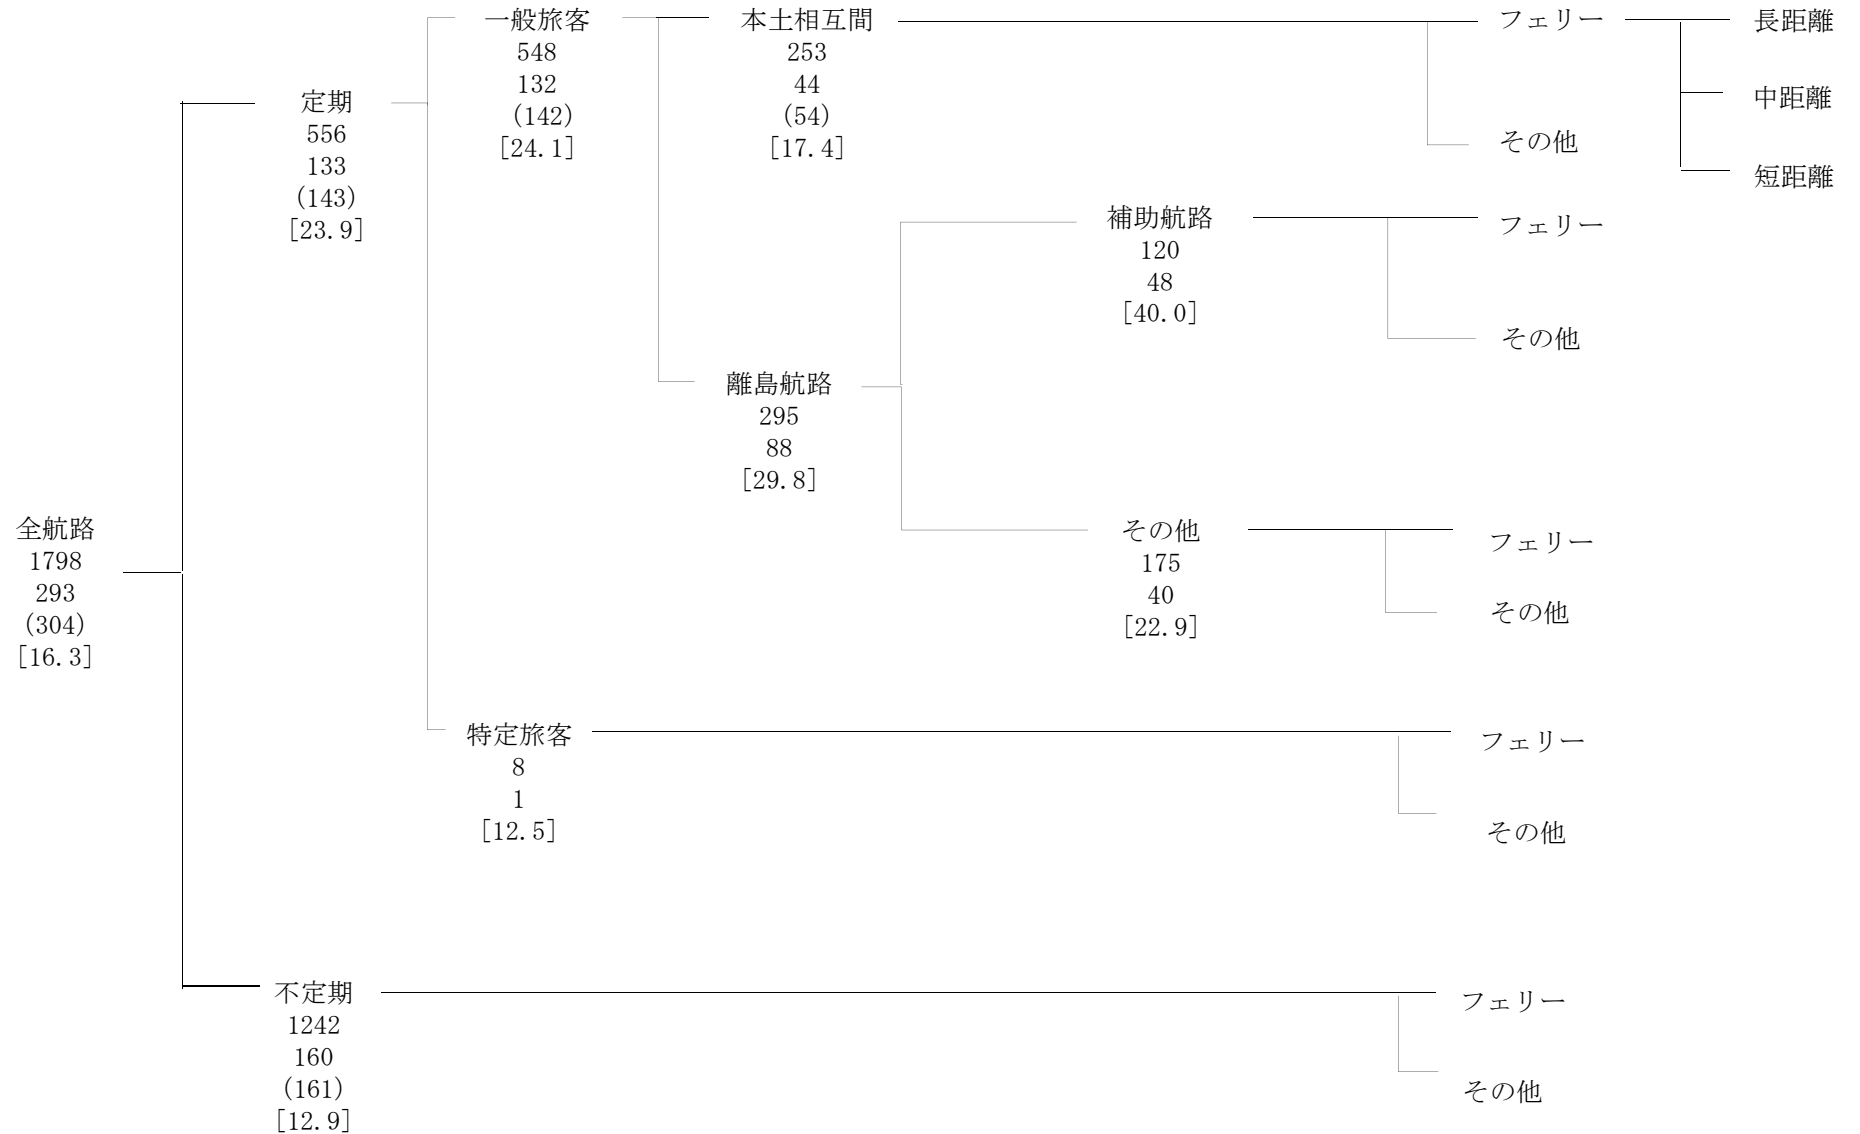 全航路
1798
293
(304)
[16.3]
定期
556
133
(143)
[23.9]
一般旅客
548
132
(142)
[24.1]
本土相互間
253
44
(54)
[17.4]
フェリー
長距離
中距離
短距離
その他
離島航路
295
88
[29.8]
補助航路
120
48
[40.0]
フェリー
その他
その他
175
40
[22.9]
フェリー
その他
特定旅客
8
1
[12.5]
フェリー
その他
不定期
1242
160
(161)
[12.9]
フェリー
その他